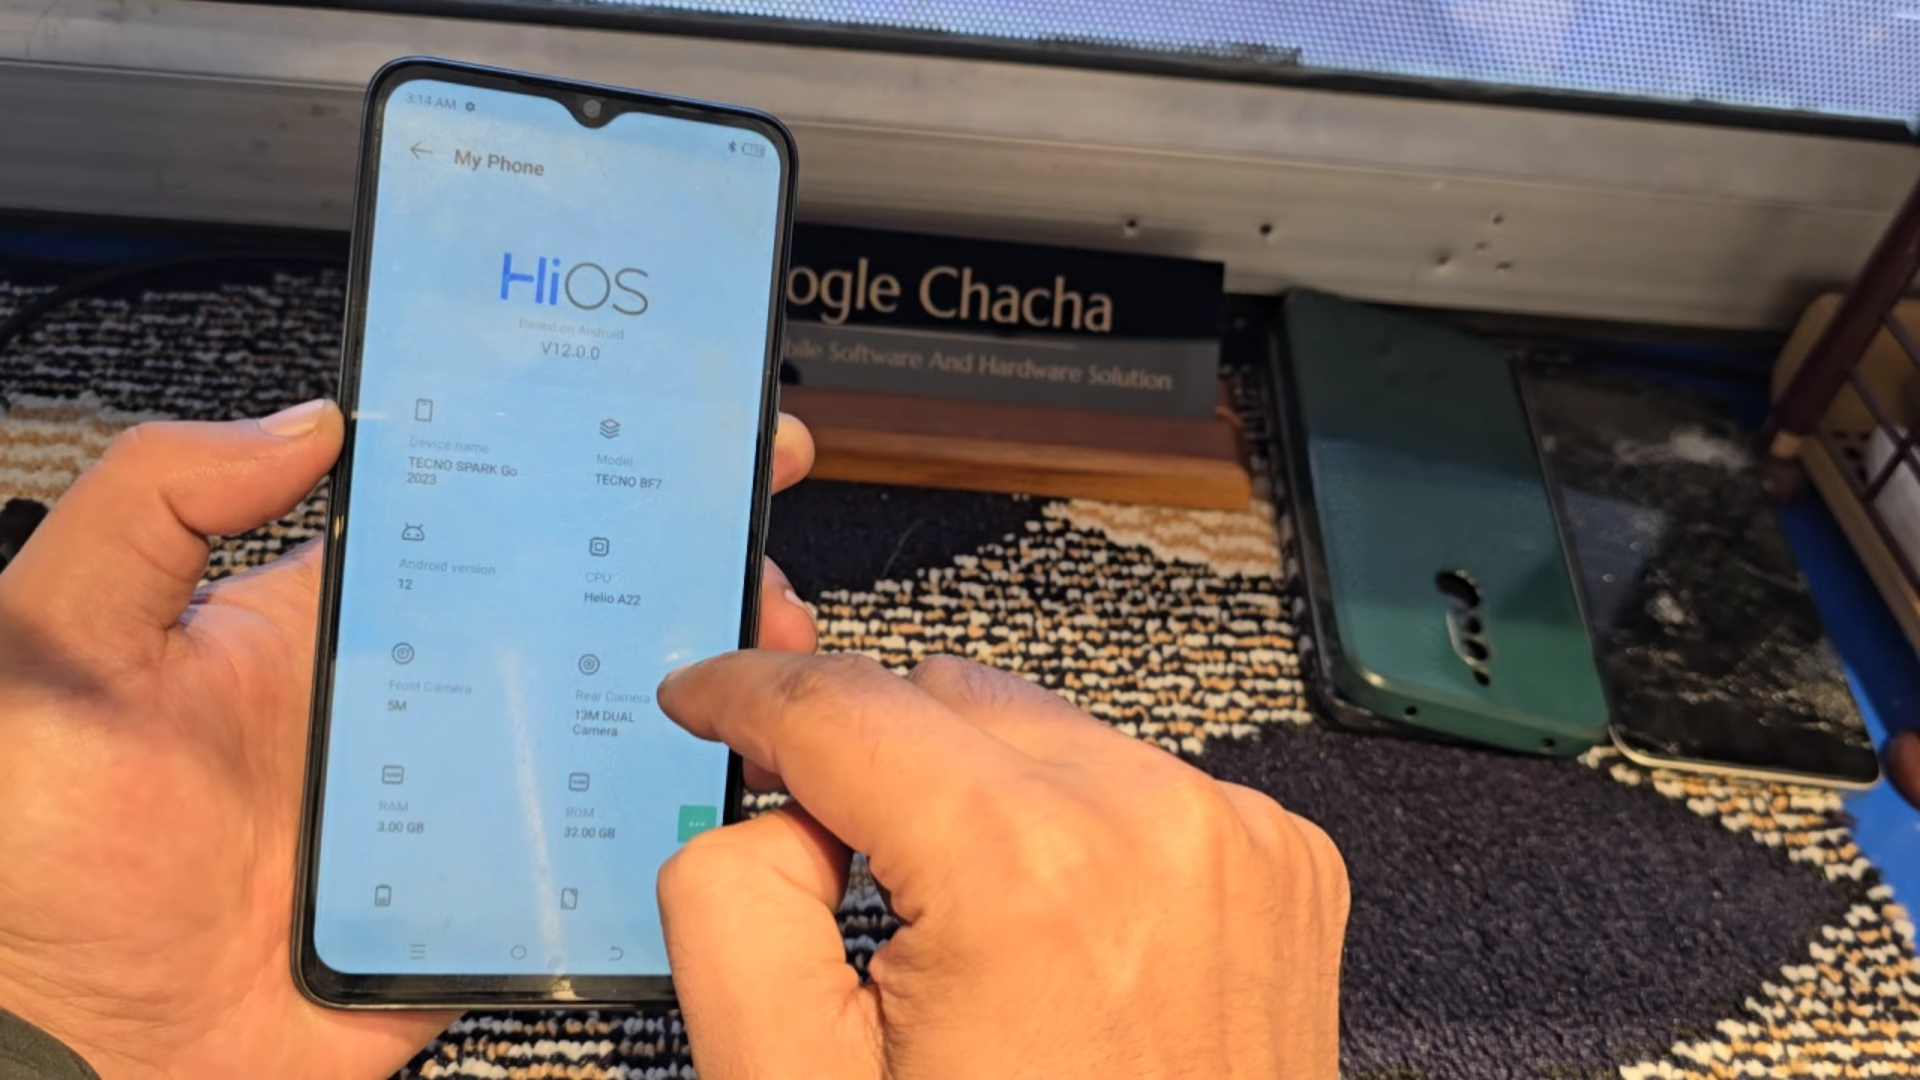 3:14 AM
My Phone
HiOS
Based on Android
V12.0.0
Device name
TECNO SPARK Go
2023
Model
TECNO BF7
Android version
12
CPU
Helio A22
Front Camera
5M
Rear Camera
13M DUAL
Camera
RAM
3.00 GB
ROM
32.00 GB
ogle Chacha
bile Software And Hardware Solution